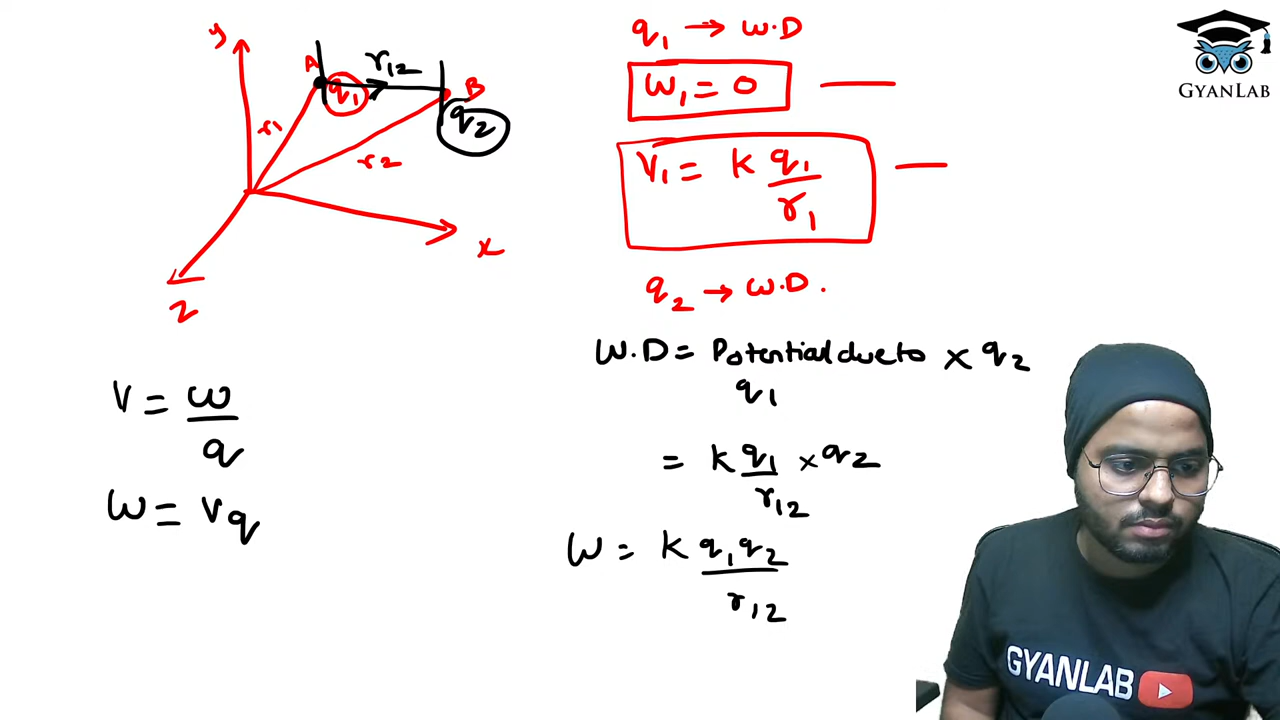 y
A
r12
q1
B
q2
r1
r2
x
z
q1 → W.D
W1 = 0
V1 = K q1/r1
q2 → W.D.
W.D = Potential due to q1 × q2
= K q1/r12 × q2
W = K q1q2/r12
V = W/q
W = Vq
GYANLAB
GYANLAB